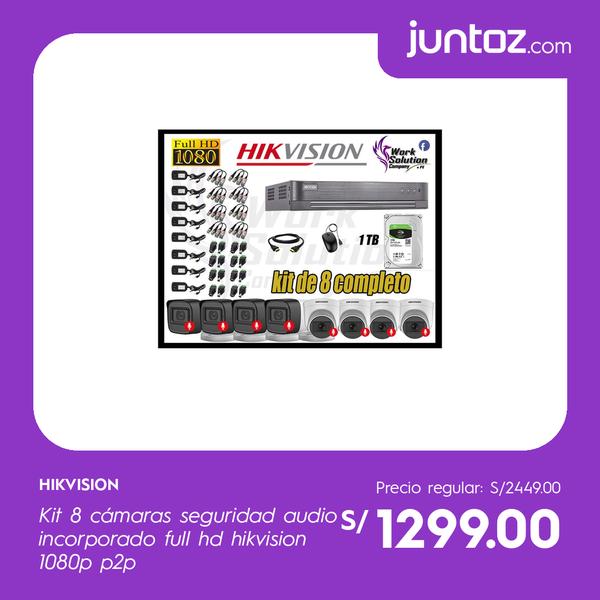 juntoz.com
Full HD
1080
HIKVISION
Work
Solution
Company
1 TB
kit de 8 completo
HIKVISION
Kit 8 cámaras seguridad audio
incorporado full hd hikvision
1080p p2p
Precio regular: S/2449.00
S/ 1299.00